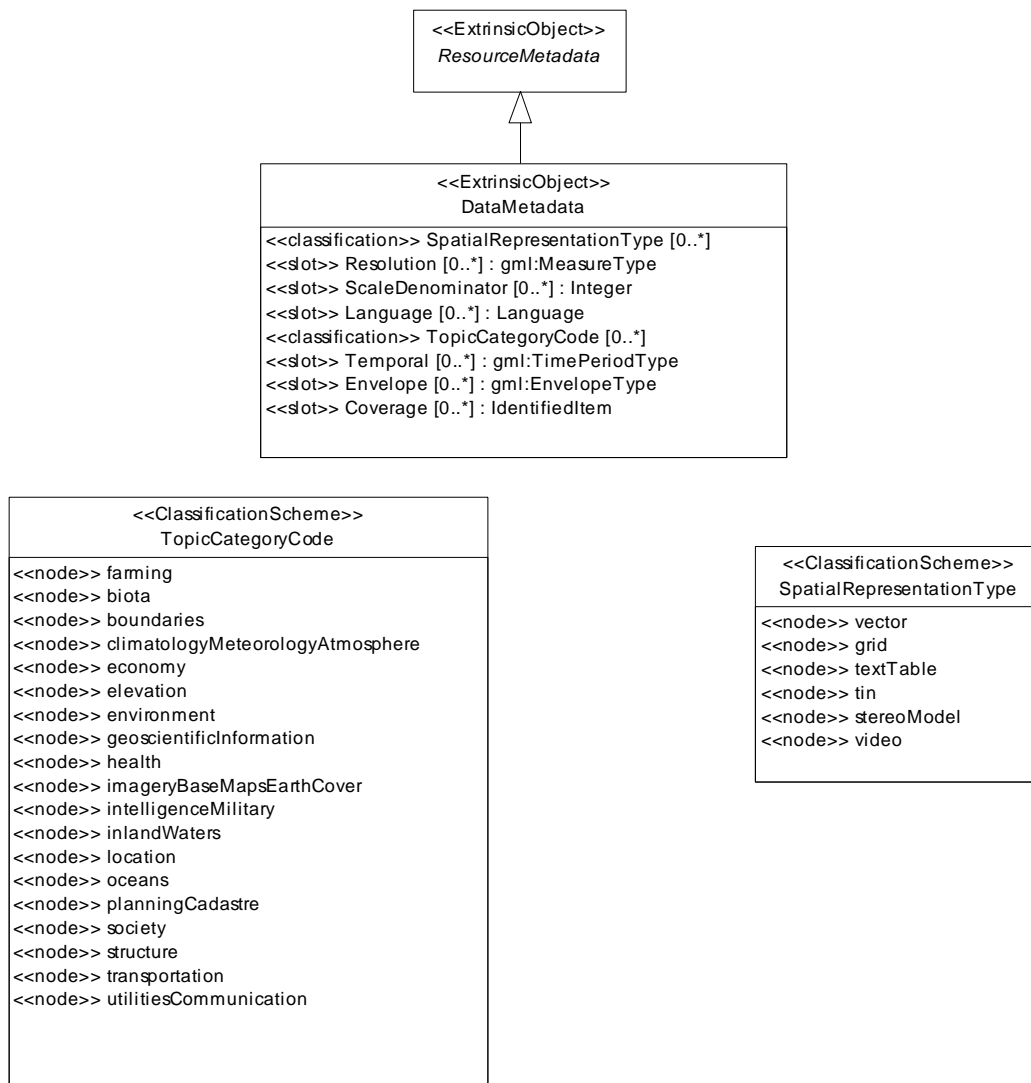 <<ExtrinsicObject>>
ResourceMetadata
<<ExtrinsicObject>>
DataMetadata
<<classification>> SpatialRepresentationType [0..*]
<<slot>> Resolution [0..*] : gml:MeasureType
<<slot>> ScaleDenominator [0..*] : Integer
<<slot>> Language [0..*] : Language
<<classification>> TopicCategoryCode [0..*]
<<slot>> Temporal [0..*] : gml:TimePeriodType
<<slot>> Envelope [0..*] : gml:EnvelopeType
<<slot>> Coverage [0..*] : IdentifiedItem
<<ClassificationScheme>>
TopicCategoryCode
<<node>> farming
<<node>> biota
<<node>> boundaries
<<node>> climatologyMeteorologyAtmosphere
<<node>> economy
<<node>> elevation
<<node>> environment
<<node>> geoscientificInformation
<<node>> health
<<node>> imageryBaseMapsEarthCover
<<node>> intelligenceMilitary
<<node>> inlandWaters
<<node>> location
<<node>> oceans
<<node>> planningCadastre
<<node>> society
<<node>> structure
<<node>> transportation
<<node>> utilitiesCommunication
<<ClassificationScheme>>
SpatialRepresentationType
<<node>> vector
<<node>> grid
<<node>> textTable
<<node>> tin
<<node>> stereoModel
<<node>> video